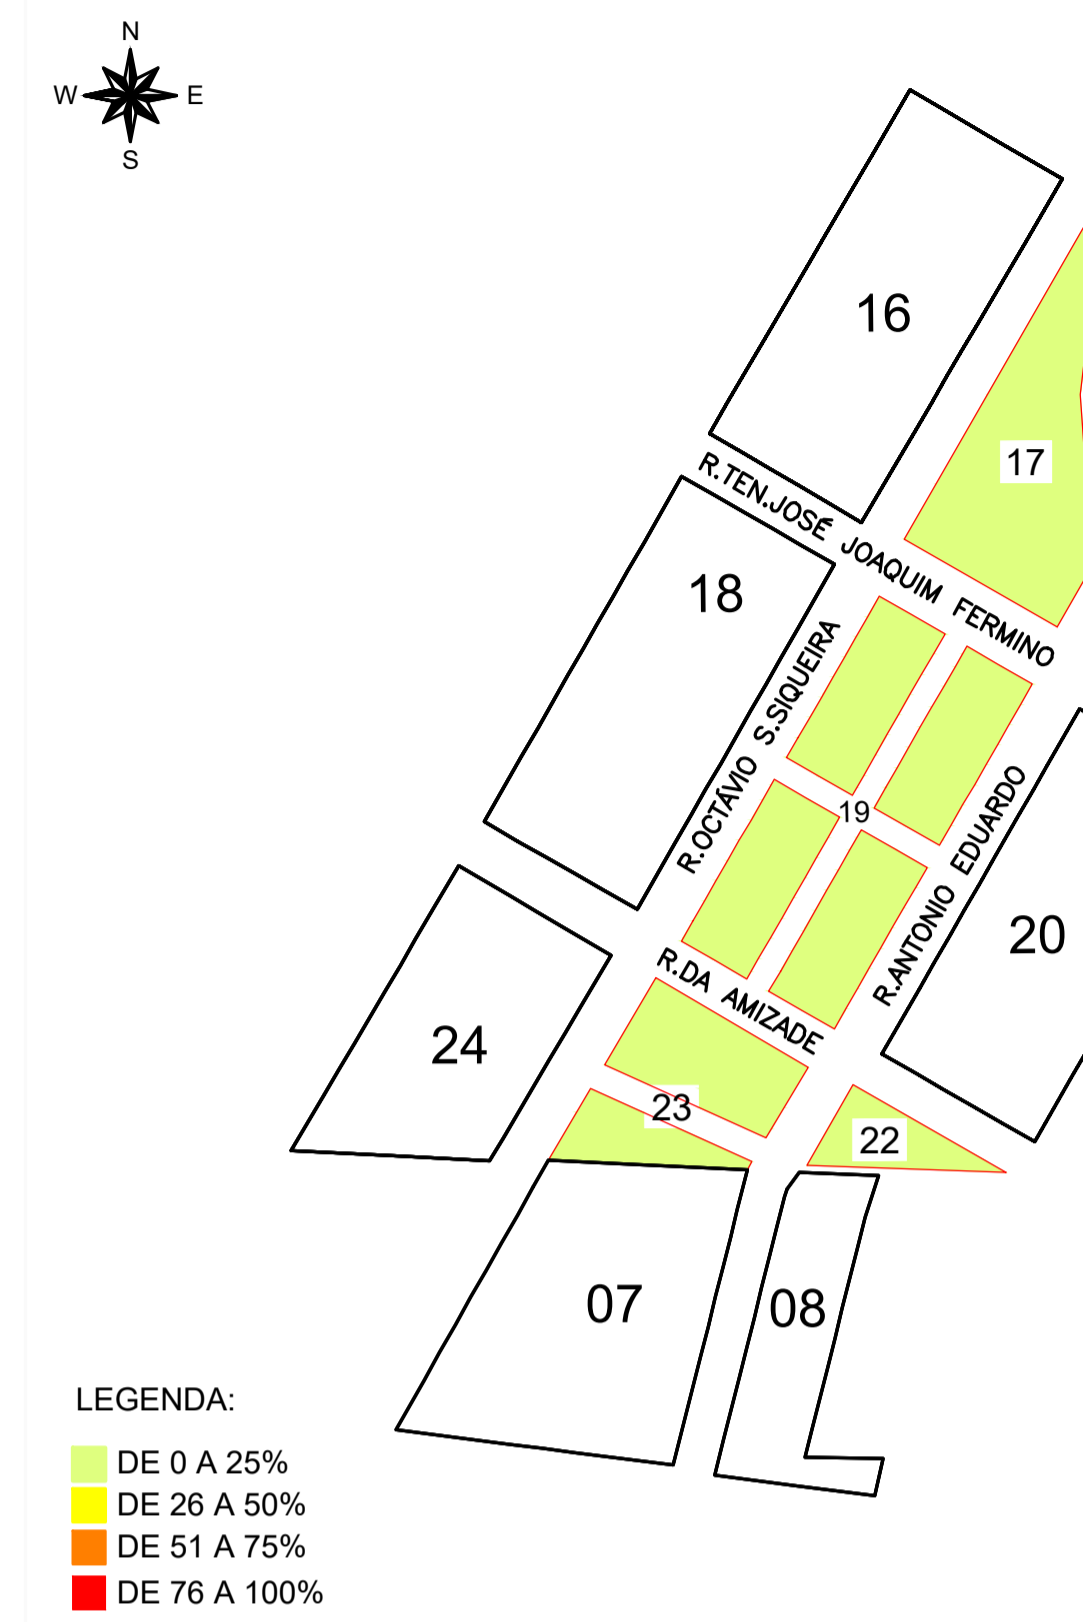 N
W E
S
16
17
R.TEN.JOSÉ JOAQUIM FERMINO
18
R.OCTÁVIO S.SIQUEIRA
19
R.ANTONIO EDUARDO
20
R.DA AMIZADE
24
23
22
07
08
LEGENDA:
DE 0 A 25%
DE 26 A 50%
DE 51 A 75%
DE 76 A 100%